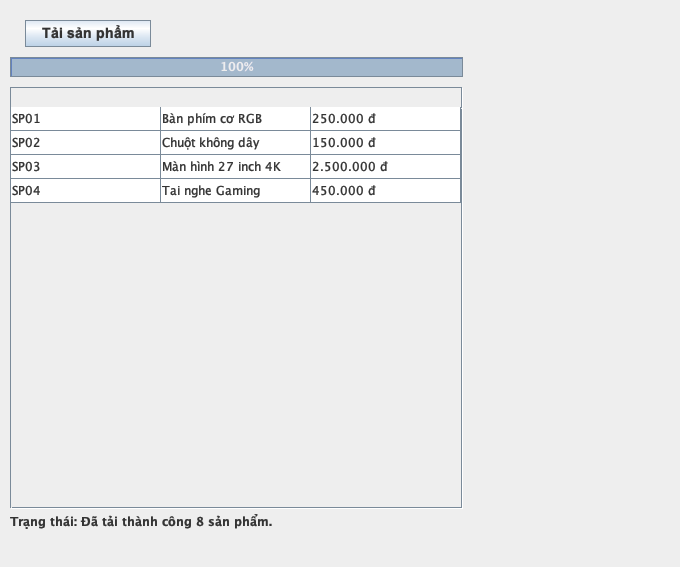 Tải sản phẩm
100%
SP01 Bàn phím cơ RGB 250.000 đ
SP02 Chuột không dây 150.000 đ
SP03 Màn hình 27 inch 4K 2.500.000 đ
SP04 Tai nghe Gaming 450.000 đ
Trạng thái: Đã tải thành công 8 sản phẩm.